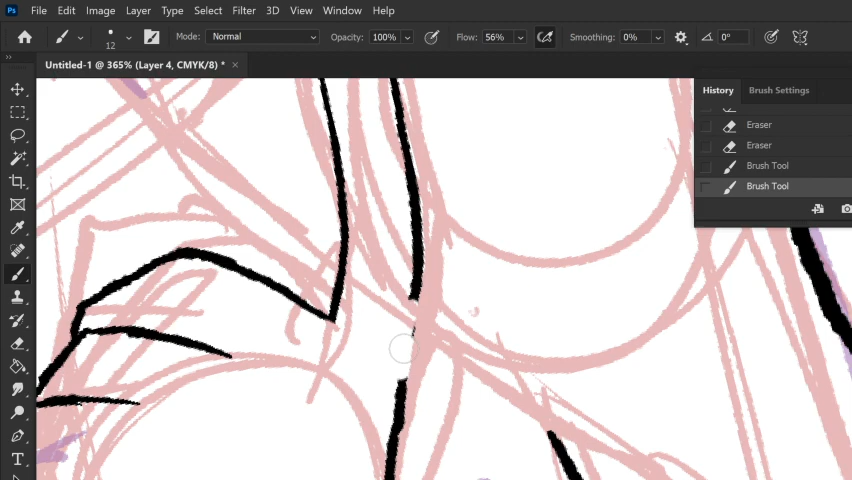 Ps File Edit Image Layer Type Select Filter 3D View Window Help
12 Mode: Normal Opacity: 100% Flow: 56% Smoothing: 0% 0°
Untitled-1 @ 365% (Layer 4, CMYK/8) * ×
History Brush Settings
Eraser
Eraser
Brush Tool
Brush Tool